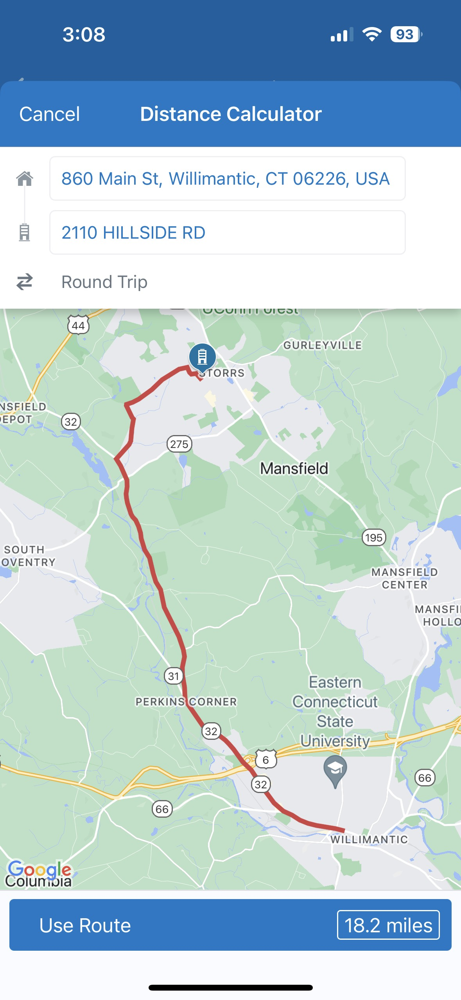 3:08
93
Cancel
Distance Calculator
860 Main St, Willimantic, CT 06226, USA
2110 HILLSIDE RD
Round Trip
UConn Forest
44
GURLEYVILLE
STORRS
NSFIELD
EPOT
32
275
Mansfield
195
SOUTH
OVENTRY
MANSFIELD
CENTER
MANSFI
HOLLO
31
PERKINS CORNER
Eastern
Connecticut
State
University
32
6
32
66
66
WILLIMANTIC
Google
Columbia
Use Route
18.2 miles